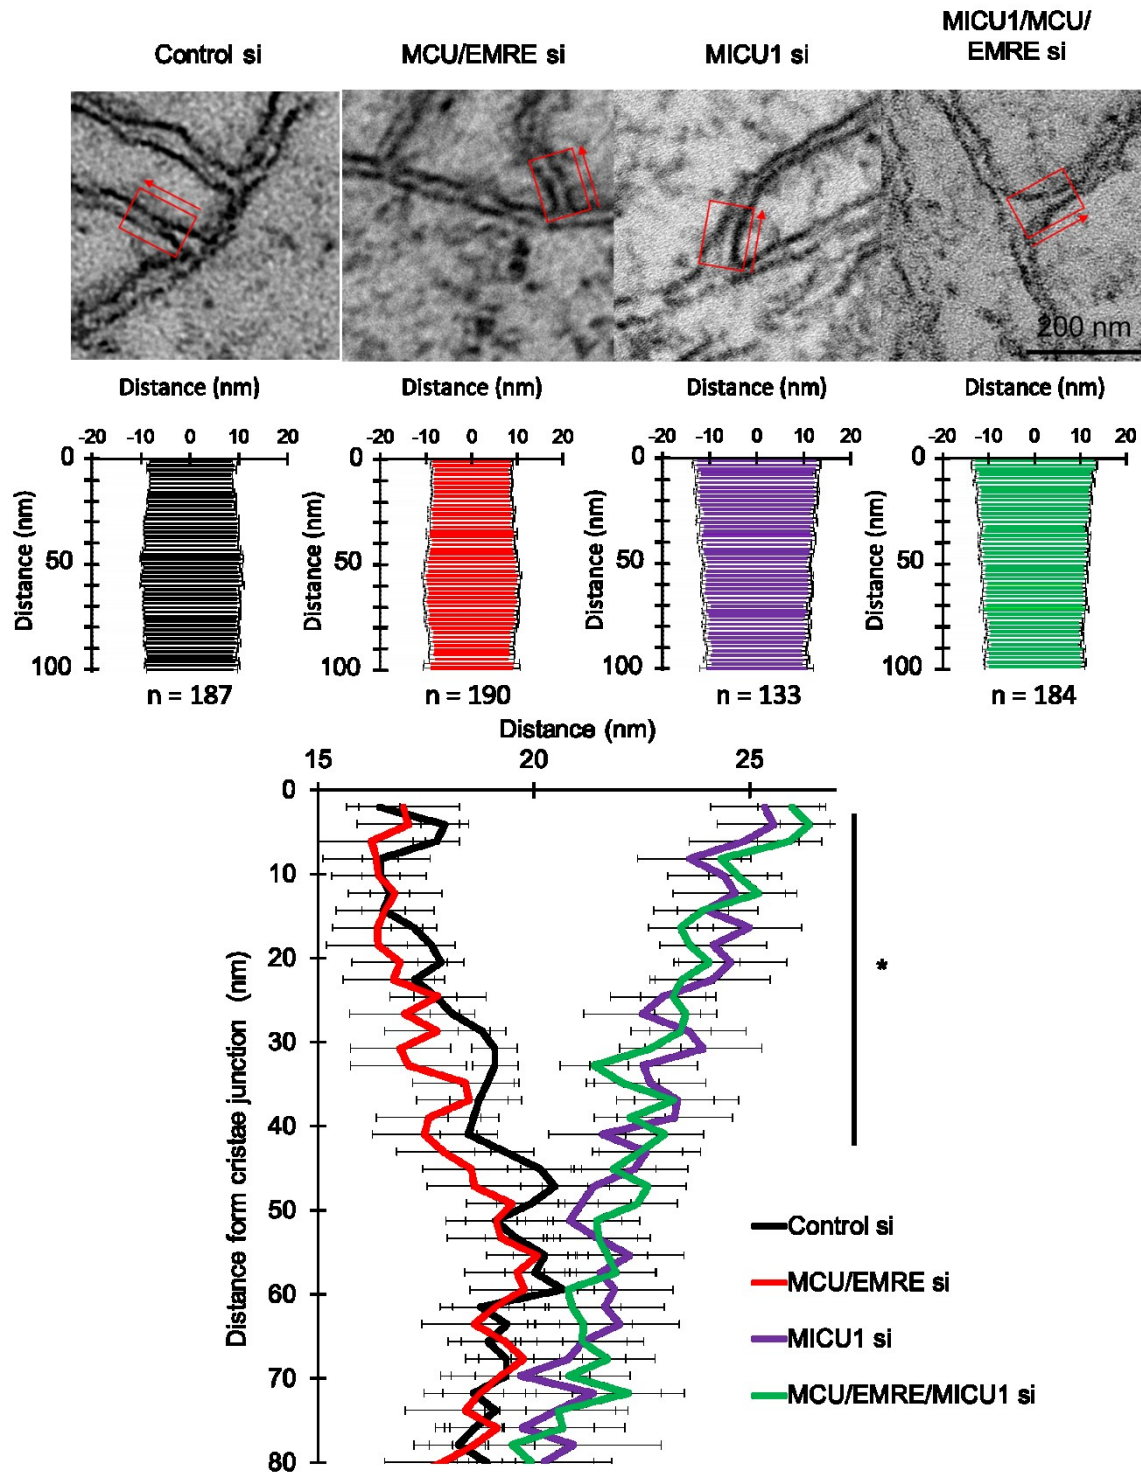 Control si
MCU/EMRE si
MICU1 si
MICU1/MCU/
EMRE si
200 nm
Distance (nm)
Distance (nm)
Distance (nm)
Distance (nm)
-20 -10 0 10 20
-20 -10 0 10 20
-20 -10 0 10 20
-20 -10 0 10 20
Distance (nm)
0
50
100
Distance (nm)
0
50
100
Distance (nm)
0
50
100
Distance (nm)
0
50
100
n = 187
n = 190
n = 133
n = 184
Distance (nm)
15 20 25
Distance form cristae junction (nm)
0
10
20
30
40
50
60
70
80
*
Control si
MCU/EMRE si
MICU1 si
MCU/EMRE/MICU1 si